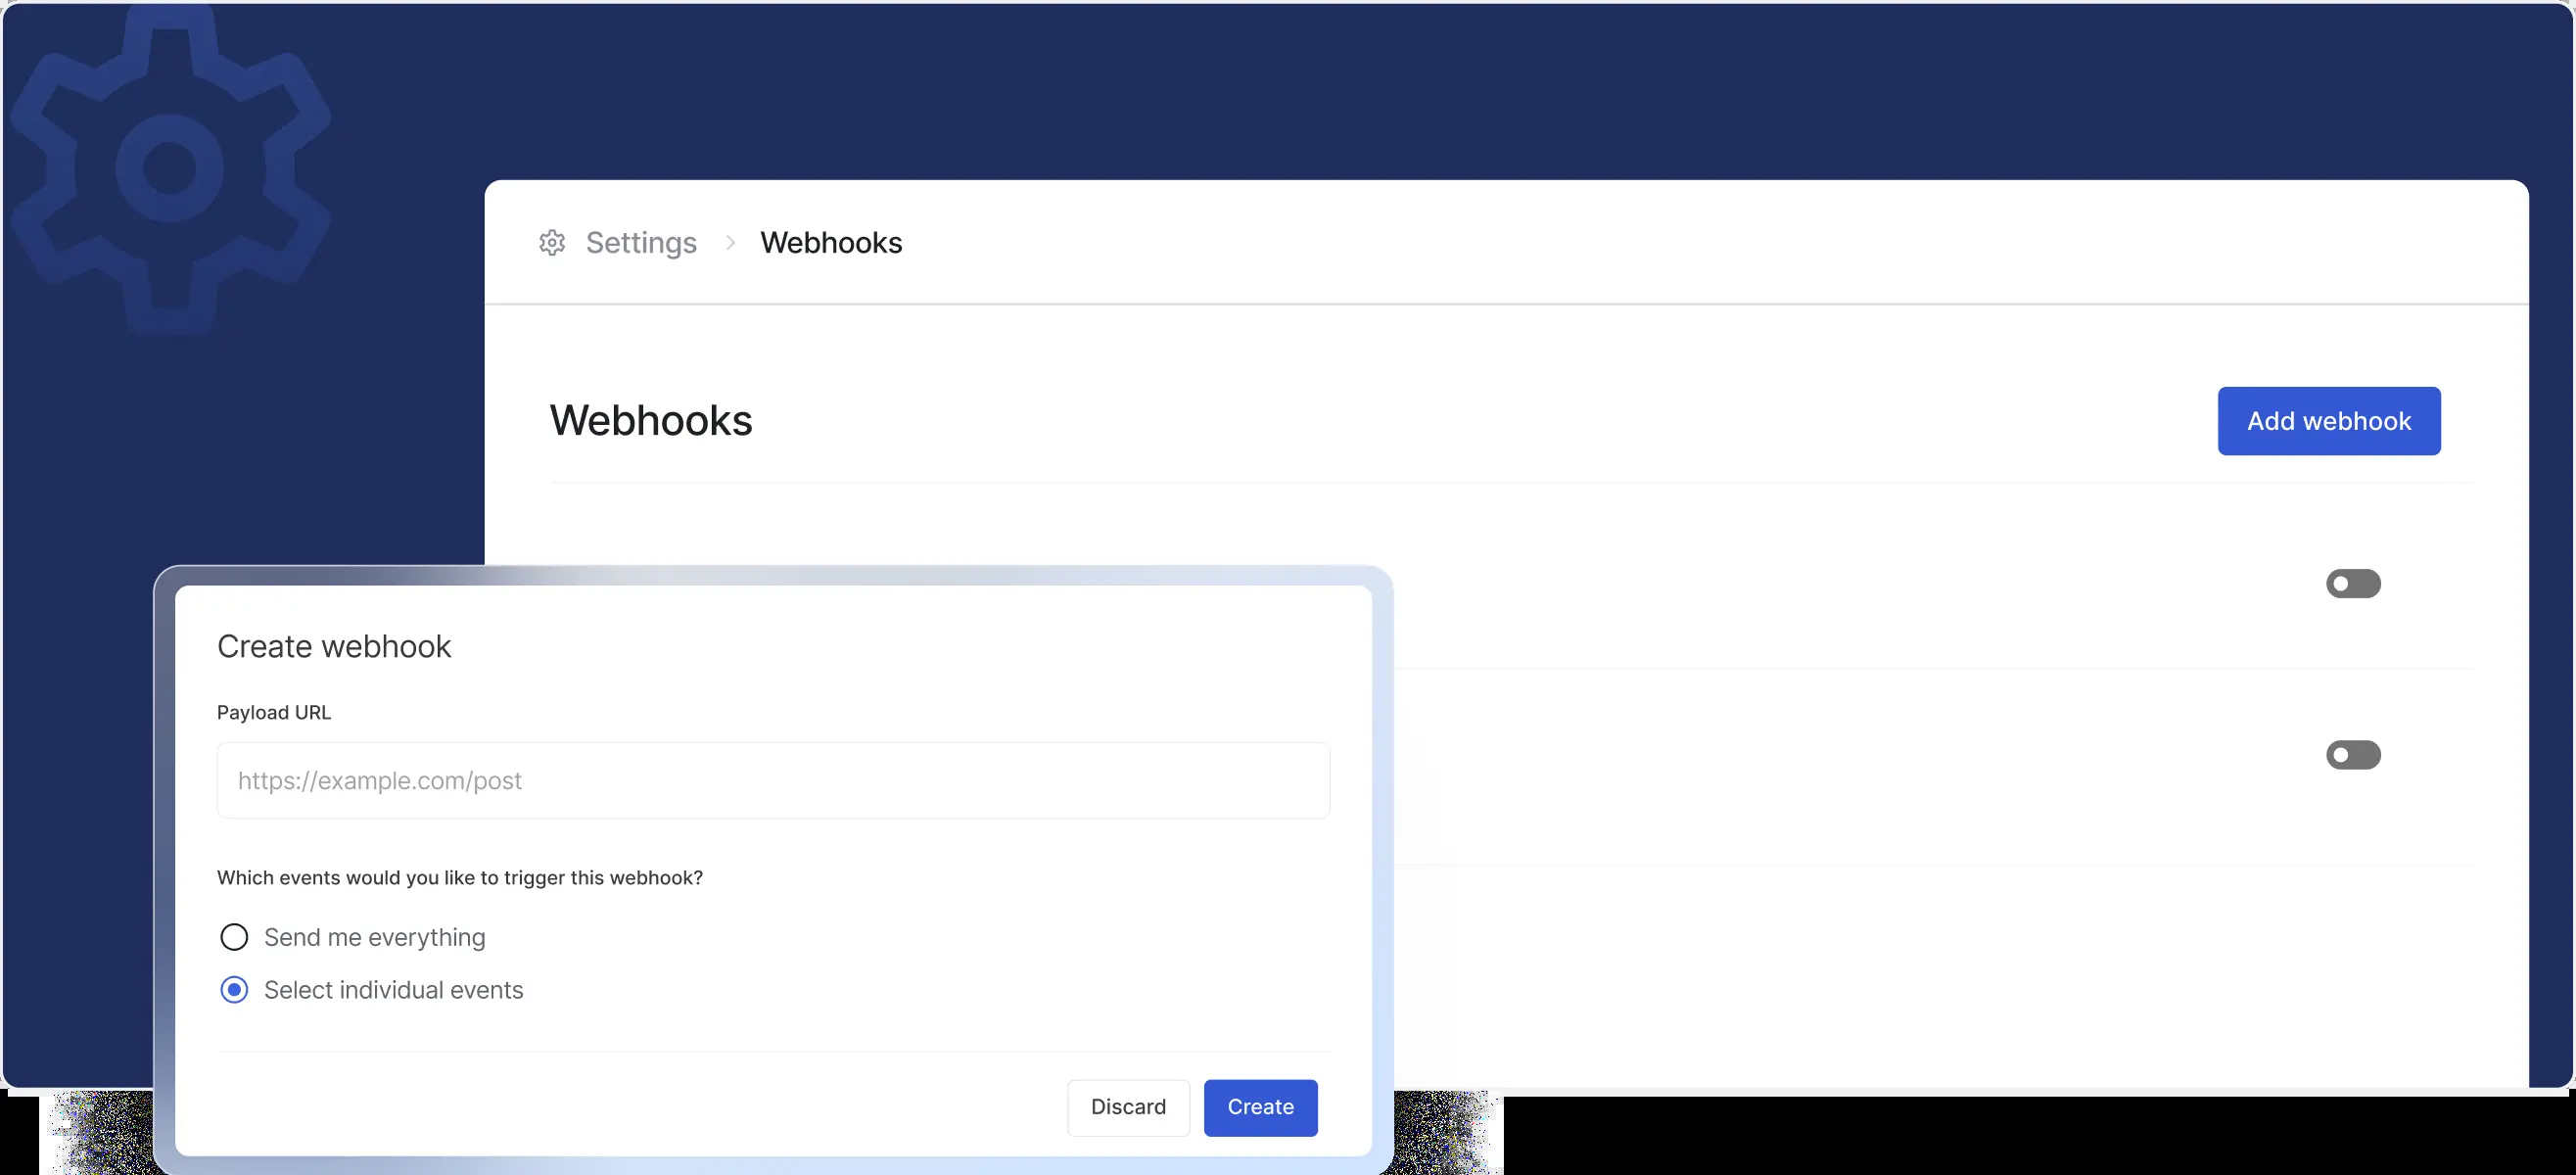 Settings > Webhooks
Webhooks
Add webhook
Create webhook
Payload URL
https://example.com/post
Which events would you like to trigger this webhook?
Send me everything
Select individual events
Discard
Create